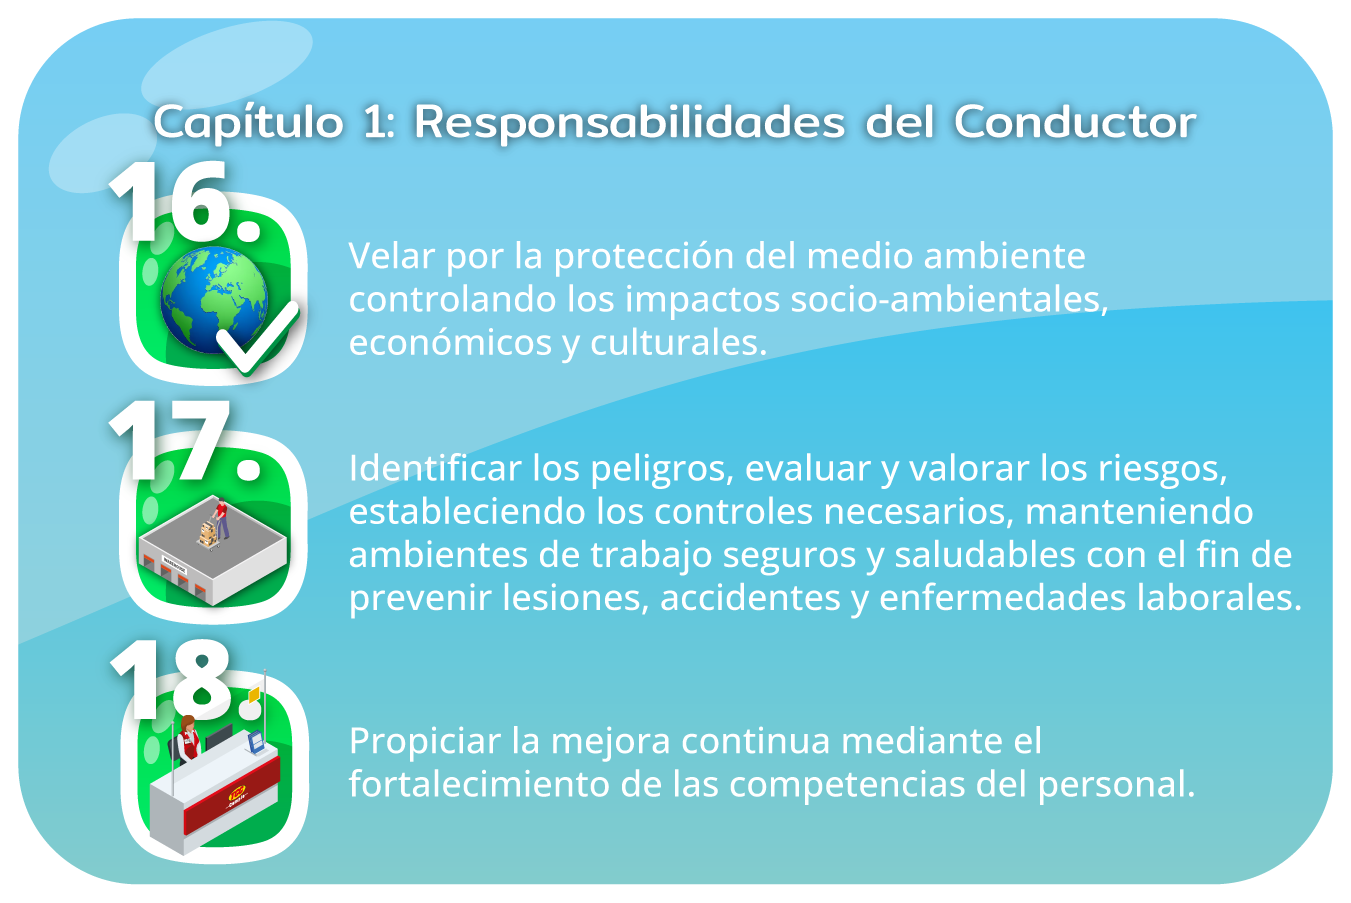 Capítulo 1: Responsabilidades del Conductor
16.
Velar por la protección del medio ambiente
controlando los impactos socio-ambientales,
económicos y culturales.
17.
Identificar los peligros, evaluar y valorar los riesgos,
estableciendo los controles necesarios, manteniendo
ambientes de trabajo seguros y saludables con el fin de
prevenir lesiones, accidentes y enfermedades laborales.
18.
Propiciar la mejora continua mediante el
fortalecimiento de las competencias del personal.